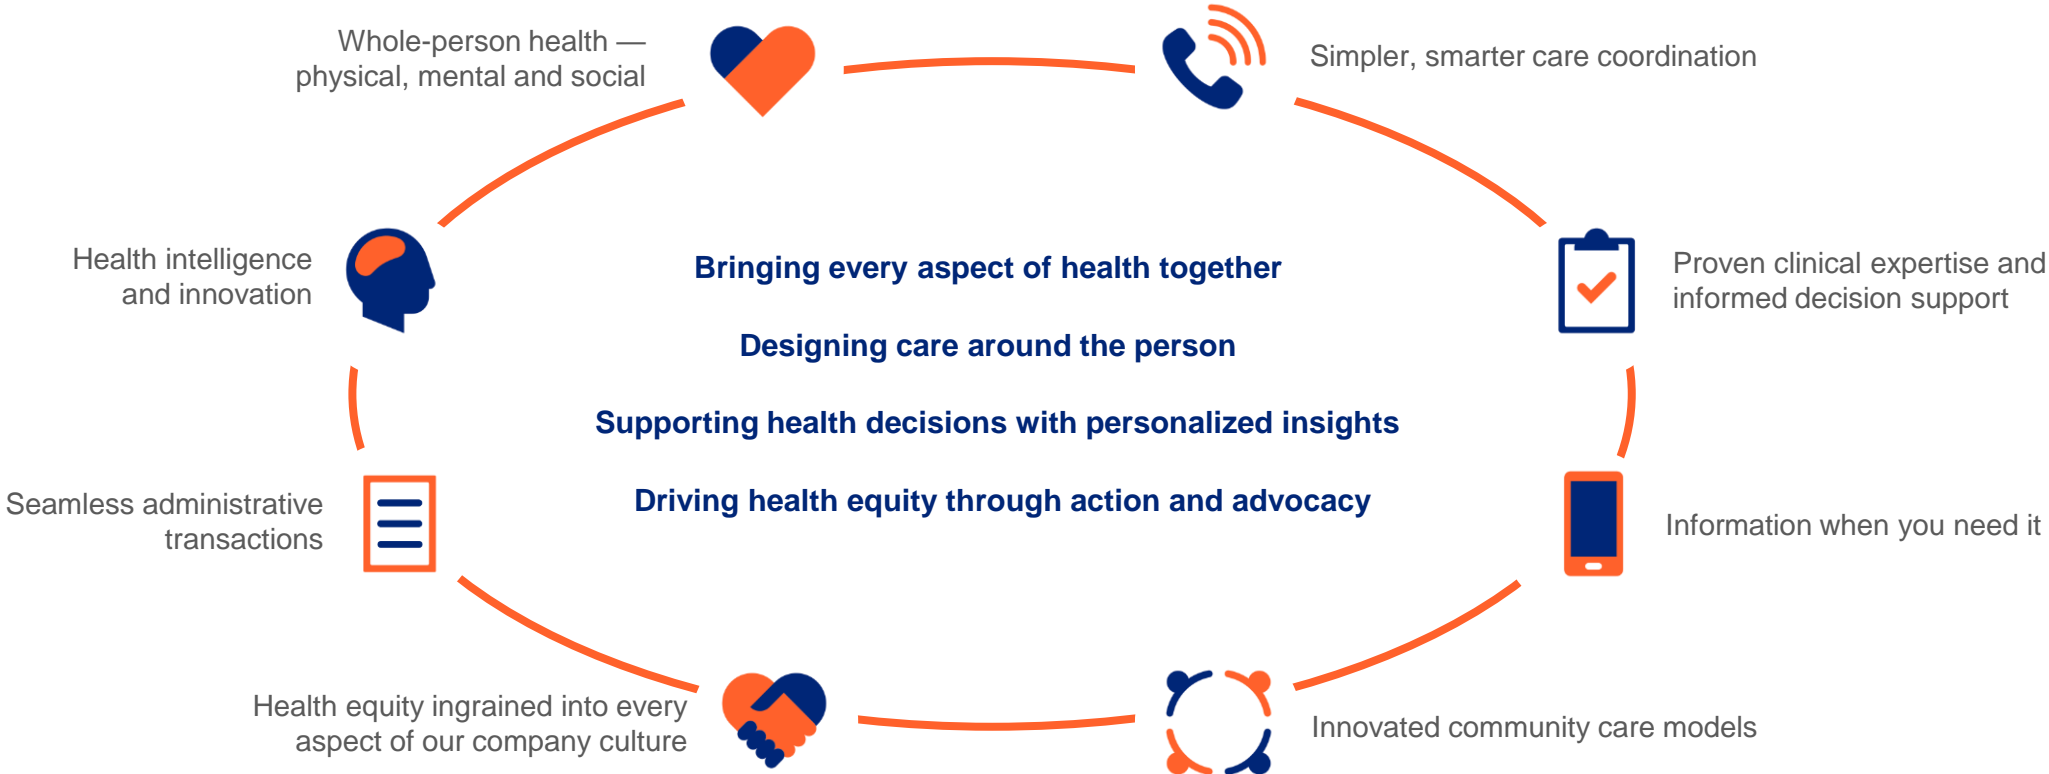 Whole-person health —
physical, mental and social
Simpler, smarter care coordination
Health intelligence
and innovation
Bringing every aspect of health together
Proven clinical expertise and
informed decision support
Designing care around the person
Supporting health decisions with personalized insights
Seamless administrative
transactions
Driving health equity through action and advocacy
Information when you need it
Health equity ingrained into every
aspect of our company culture
Innovated community care models